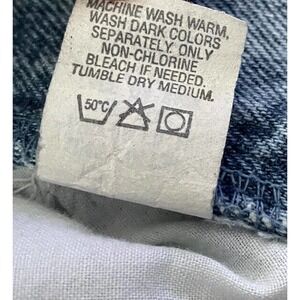 MACHINE WASH WARM,
WASH DARK COLORS
SEPARATELY. ONLY
NON-CHLORINE
BLEACH IF NEEDED.
TUMBLE DRY MEDIUM.
50°C